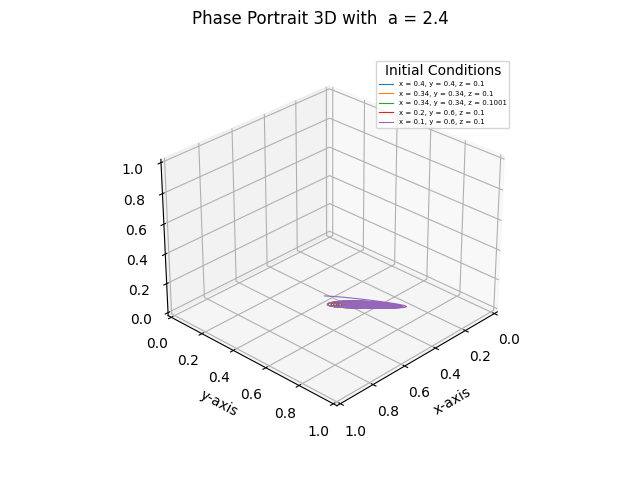 Phase Portrait 3D with  a = 2.4
Initial Conditions
x = 0.4, y = 0.4, z = 0.1
x = 0.34, y = 0.34, z = 0.1
x = 0.34, y = 0.34, z = 0.1001
x = 0.2, y = 0.6, z = 0.1
x = 0.1, y = 0.6, z = 0.1
1.0
0.8
0.6
0.4
0.2
0.0
0.0
0.2
0.4
0.6
0.8
1.0
y-axis
0.0
0.2
0.4
0.6
0.8
1.0
x-axis